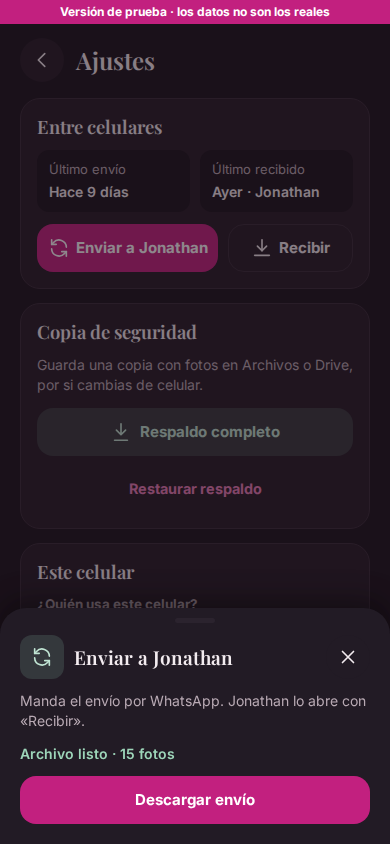 Versión de prueba · los datos no son los reales
Ajustes
Entre celulares
Último envío
Hace 9 días
Último recibido
Ayer · Jonathan
Enviar a Jonathan
Recibir
Copia de seguridad
Guarda una copia con fotos en Archivos o Drive,
por si cambias de celular.
Respaldo completo
Restaurar respaldo
Este celular
¿Quién usa este celular?
Enviar a Jonathan
Manda el envío por WhatsApp. Jonathan lo abre con
«Recibir».
Archivo listo · 15 fotos
Descargar envío